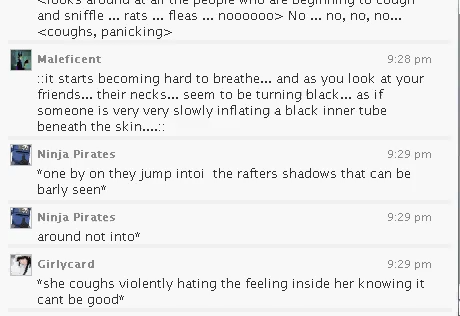 <looks around at all the people who are beginning to cough
and sniffle ... rats ... fleas ... noooooo> No ... no, no, no...
<coughs, panicking>
Maleficent 9:28 pm
::it starts becoming hard to breathe... and as you look at your
friends... their necks... seem to be turning black... as if
someone is very very slowly inflating a black inner tube
beneath the skin....::
Ninja Pirates 9:29 pm
*one by on they jump intoi the rafters shadows that can be
barly seen*
Ninja Pirates 9:29 pm
around not into*
Girlycard 9:29 pm
*she coughs violently hating the feeling inside her knowing it
cant be good*